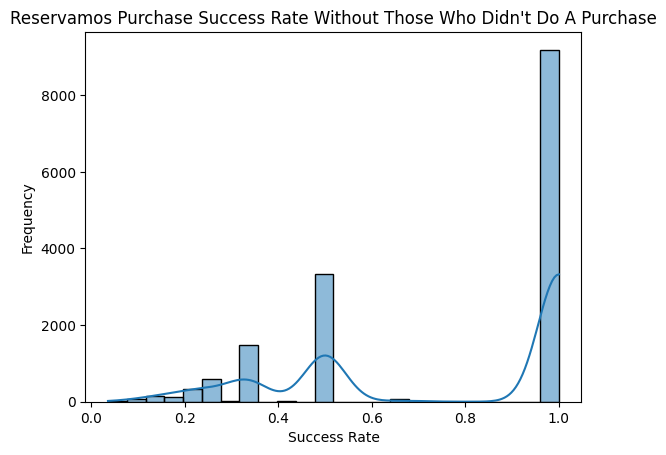 Reservamos Purchase Success Rate Without Those Who Didn't Do A Purchase
Frequency
8000
6000
4000
2000
0
0.0 0.2 0.4 0.6 0.8 1.0
Success Rate